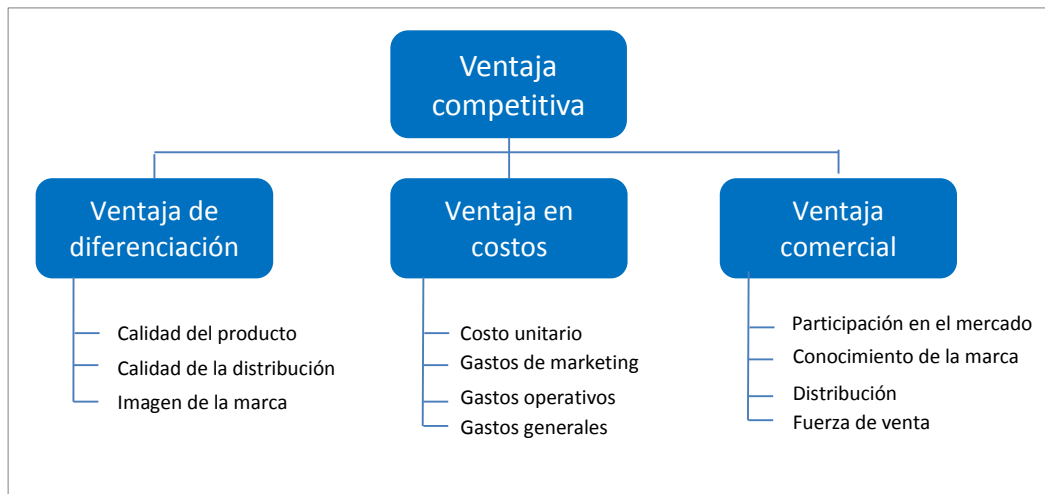 Ventaja
competitiva
Ventaja de
diferenciación
Ventaja en
costos
Ventaja
comercial
Calidad del producto
Calidad de la distribución
Imagen de la marca
Costo unitario
Gastos de marketing
Gastos operativos
Gastos generales
Participación en el mercado
Conocimiento de la marca
Distribución
Fuerza de venta